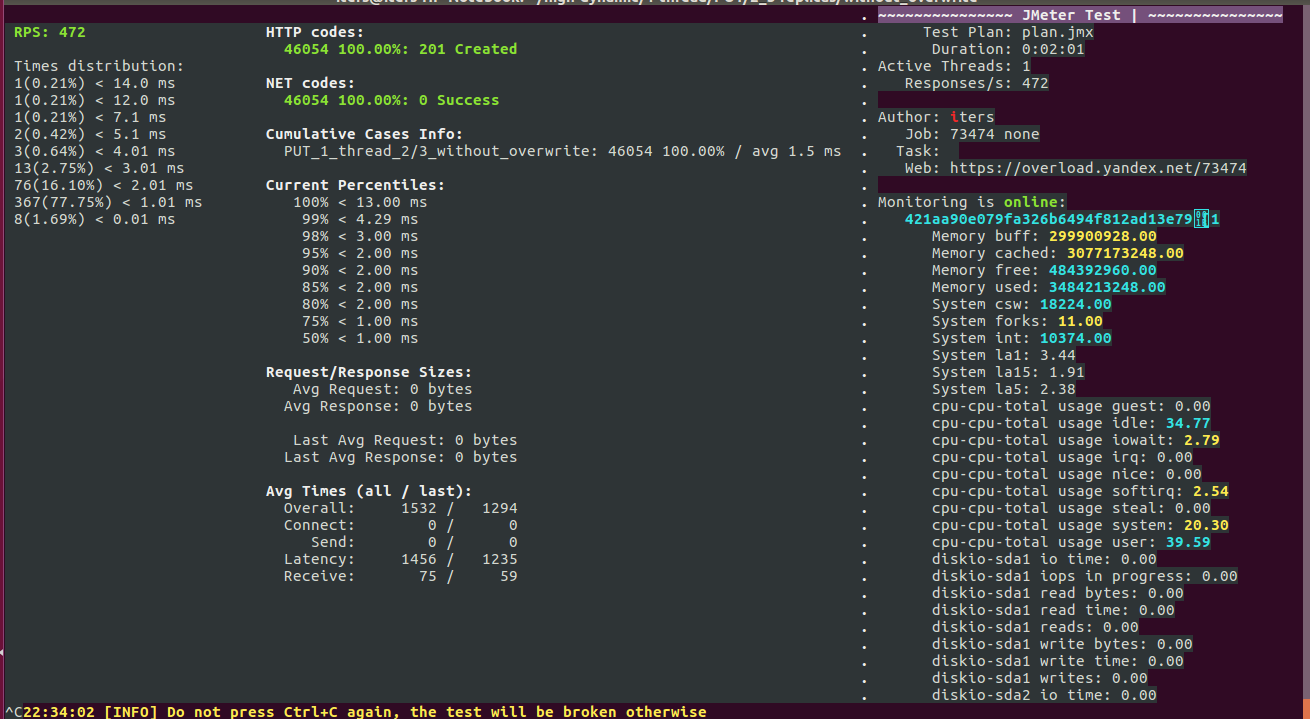 RPS: 472
Times distribution:
1(0.21%) < 14.0 ms
1(0.21%) < 12.0 ms
1(0.21%) < 7.1 ms
2(0.42%) < 5.1 ms
3(0.64%) < 4.01 ms
13(2.75%) < 3.01 ms
76(16.10%) < 2.01 ms
367(77.75%) < 1.01 ms
8(1.69%) < 0.01 ms
HTTP codes:
46054 100.00%: 201 Created
NET codes:
46054 100.00%: 0 Success
Cumulative Cases Info:
PUT_1_thread_2/3_without_overwrite: 46054 100.00% / avg 1.5 ms
Current Percentiles:
100% < 13.00 ms
99% < 4.29 ms
98% < 3.00 ms
95% < 2.00 ms
90% < 2.00 ms
85% < 2.00 ms
80% < 2.00 ms
75% < 1.00 ms
50% < 1.00 ms
Request/Response Sizes:
Avg Request: 0 bytes
Avg Response: 0 bytes
Last Avg Request: 0 bytes
Last Avg Response: 0 bytes
Avg Times (all / last):
Overall: 1532 / 1294
Connect: 0 / 0
Send: 0 / 0
Latency: 1456 / 1235
Receive: 75 / 59
~~~~~~~~~~~~~~~ JMeter Test | ~~~~~~~~~~~~~~~
Test Plan: plan.jmx
Duration: 0:02:01
Active Threads: 1
Responses/s: 472
Author: iters
Job: 73474 none
Task:
Web: https://overload.yandex.net/73474
Monitoring is online:
421aa90e079fa326b6494f812ad13e79 1
Memory buff: 299900928.00
Memory cached: 3077173248.00
Memory free: 484392960.00
Memory used: 3484213248.00
System csw: 18224.00
System forks: 11.00
System int: 10374.00
System la1: 3.44
System la15: 1.91
System la5: 2.38
cpu-cpu-total usage guest: 0.00
cpu-cpu-total usage idle: 34.77
cpu-cpu-total usage iowait: 2.79
cpu-cpu-total usage irq: 0.00
cpu-cpu-total usage nice: 0.00
cpu-cpu-total usage softirq: 2.54
cpu-cpu-total usage steal: 0.00
cpu-cpu-total usage system: 20.30
cpu-cpu-total usage user: 39.59
diskio-sda1 io time: 0.00
diskio-sda1 iops in progress: 0.00
diskio-sda1 read bytes: 0.00
diskio-sda1 read time: 0.00
diskio-sda1 reads: 0.00
diskio-sda1 write bytes: 0.00
diskio-sda1 write time: 0.00
diskio-sda1 writes: 0.00
diskio-sda2 io time: 0.00
^C22:34:02 [INFO] Do not press Ctrl+C again, the test will be broken otherwise